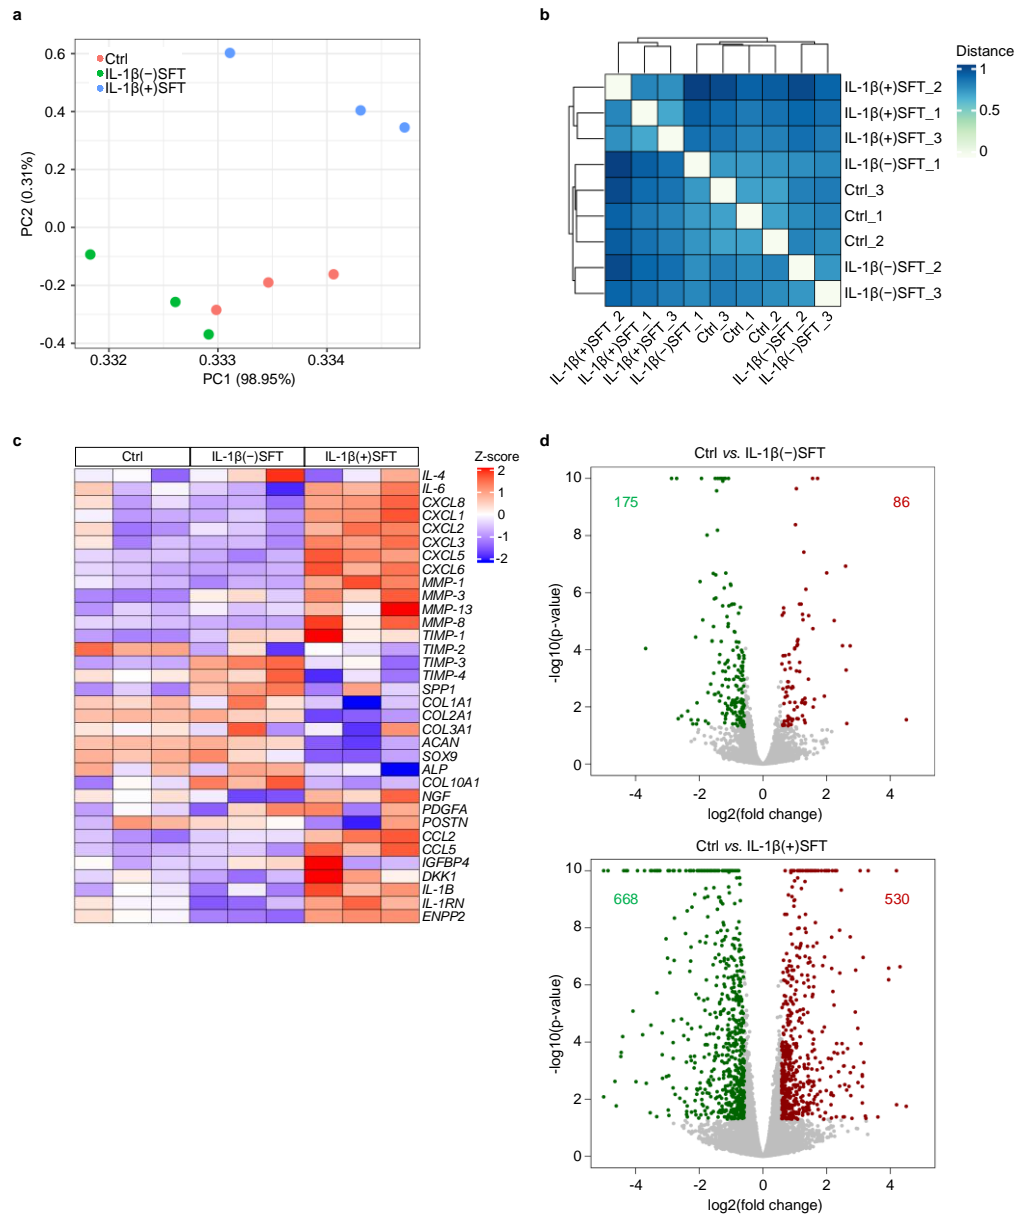 a
0.6
0.4
0.2
0.0
-0.2
-0.4
PC2 (0.31%)
Ctrl
IL-1β(−)SFT
IL-1β(+)SFT
0.332
0.333
0.334
PC1 (98.95%)
b
Distance
1
0.5
0
IL-1β(+)SFT_2
IL-1β(+)SFT_1
IL-1β(+)SFT_3
IL-1β(−)SFT_1
Ctrl_3
Ctrl_1
Ctrl_2
IL-1β(−)SFT_2
IL-1β(−)SFT_3
IL-1β(+)SFT_2
IL-1β(+)SFT_1
IL-1β(+)SFT_3
IL-1β(−)SFT_1
Ctrl_3
Ctrl_1
Ctrl_2
IL-1β(−)SFT_2
IL-1β(−)SFT_3
c
Ctrl
IL-1β(−)SFT
IL-1β(+)SFT
Z-score
2
1
0
-1
-2
IL-4
IL-6
CXCL8
CXCL1
CXCL2
CXCL3
CXCL5
CXCL6
MMP-1
MMP-3
MMP-13
MMP-8
TIMP-1
TIMP-2
TIMP-3
TIMP-4
SPP1
COL1A1
COL2A1
COL3A1
ACAN
SOX9
ALP
COL10A1
NGF
PDGFA
POSTN
CCL2
CCL5
IGFBP4
DKK1
IL-1B
IL-1RN
ENPP2
d
Ctrl vs. IL-1β(−)SFT
175
86
10
8
6
4
2
0
-log10(p-value)
-4
-2
0
2
4
log2(fold change)
Ctrl vs. IL-1β(+)SFT
668
530
10
8
6
4
2
0
-log10(p-value)
-4
-2
0
2
4
log2(fold change)